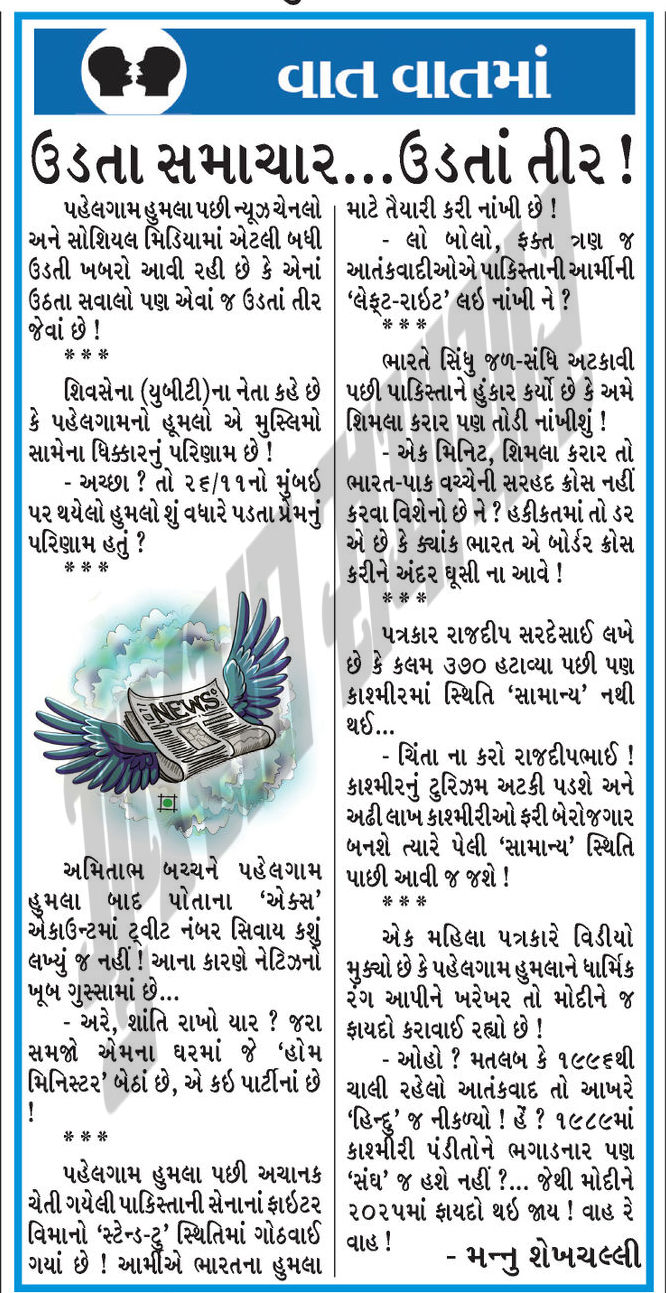 વાત વાતમાં
ઉડતા સમાચાર...ઉડતાં તીર !
પહેલગામ હુમલા પછી ન્યૂઝ ચેનલો
અને સોશિયલ મિડિયામાં એટલી બધી
ઉડતી ખબરો આવી રહી છે કે એનાં
ઉઠતા સવાલો પણ એવાં જ ઉડતાં તીર
જેવાં છે !
***
શિવસેના (યુબીટી)ના નેતા કહે છે
કે પહેલગામનો હૂમલો એ મુસ્લિમો
સામેના ધિક્કારનું પરિણામ છે !
- અચ્છા ? તો ૨૬/૧૧નો મુંબઇ
પર થયેલો હુમલો શું વધારે પડતા પ્રેમનું
પરિણામ હતું ?
***
NEWS
અમિતાભ બચ્ચને પહેલગામ
હુમલા બાદ પોતાના ‘એક્સ’
એકાઉન્ટમાં ટ્વીટ નંબર સિવાય કશું
લખ્યું જ નહીં ! આના કારણે નેટિઝનો
ખૂબ ગુસ્સામાં છે...
- અરે, શાંતિ રાખો યાર ? જરા
સમજો એમના ઘરમાં જે ‘હોમ
મિનિસ્ટર’ બેઠાં છે, એ કઇ પાર્ટીનાં છે
!
***
પહેલગામ હુમલા પછી અચાનક
ચેતી ગયેલી પાકિસ્તાની સેનાનાં ફાઇટર
વિમાનો ‘સ્ટેન્ડ-ટુ’ સ્થિતિમાં ગોઠવાઈ
ગયાં છે ! આર્મીએ ભારતના હુમલા
માટે તૈયારી કરી નાંખી છે !
- લો બોલો, ફક્ત ત્રણ જ
આતંકવાદીઓએ પાકિસ્તાની આર્મીની
‘લેફ્ટ-રાઇટ’ લઇ નાંખી ને ?
***
ભારતે સિંધુ જળ-સંધિ અટકાવી
પછી પાકિસ્તાને હુંકાર કર્યો છે કે અમે
શિમલા કરાર પણ તોડી નાંખીશું !
- એક મિનિટ, શિમલા કરાર તો
ભારત-પાક વચ્ચેની સરહદ ક્રોસ નહીં
કરવા વિશેનો છે ને ? હકીકતમાં તો ડર
એ છે કે ક્યાંક ભારત એ બોર્ડર ક્રોસ
કરીને અંદર ઘૂસી ના આવે !
***
પત્રકાર રાજદીપ સરદેસાઈ લખે
છે કે કલમ ૩૭૦ હટાવ્યા પછી પણ
કાશ્મીરમાં સ્થિતિ ‘સામાન્ય’ નથી
થઈ...
- ચિંતા ના કરો રાજદીપભાઈ !
કાશ્મીરનું ટુરિઝમ અટકી પડશે અને
અઢી લાખ કાશ્મીરીઓ ફરી બેરોજગાર
બનશે ત્યારે પેલી ‘સામાન્ય’ સ્થિતિ
પાછી આવી જ જશે !
***
એક મહિલા પત્રકારે વિડીયો
મુક્યો છે કે પહેલગામ હુમલાને ધાર્મિક
રંગ આપીને ખરેખર તો મોદીને જ
ફાયદો કરાવાઈ રહ્યો છે !
- ઓહો ? મતલબ કે ૧૯૯૬થી
ચાલી રહેલો આતંકવાદ તો આખરે
‘હિન્દુ’ જ નીકળ્યો ! હેં ? ૧૯૮૯માં
કાશ્મીરી પંડીતોને ભગાડનાર પણ
‘સંઘ’ જ હશે નહીં ?... જેથી મોદીને
૨૦૨૫માં ફાયદો થઇ જાય ! વાહ રે
વાહ !
- મન્નુ શેખચલ્લી
ગુજરાત સમાચાર